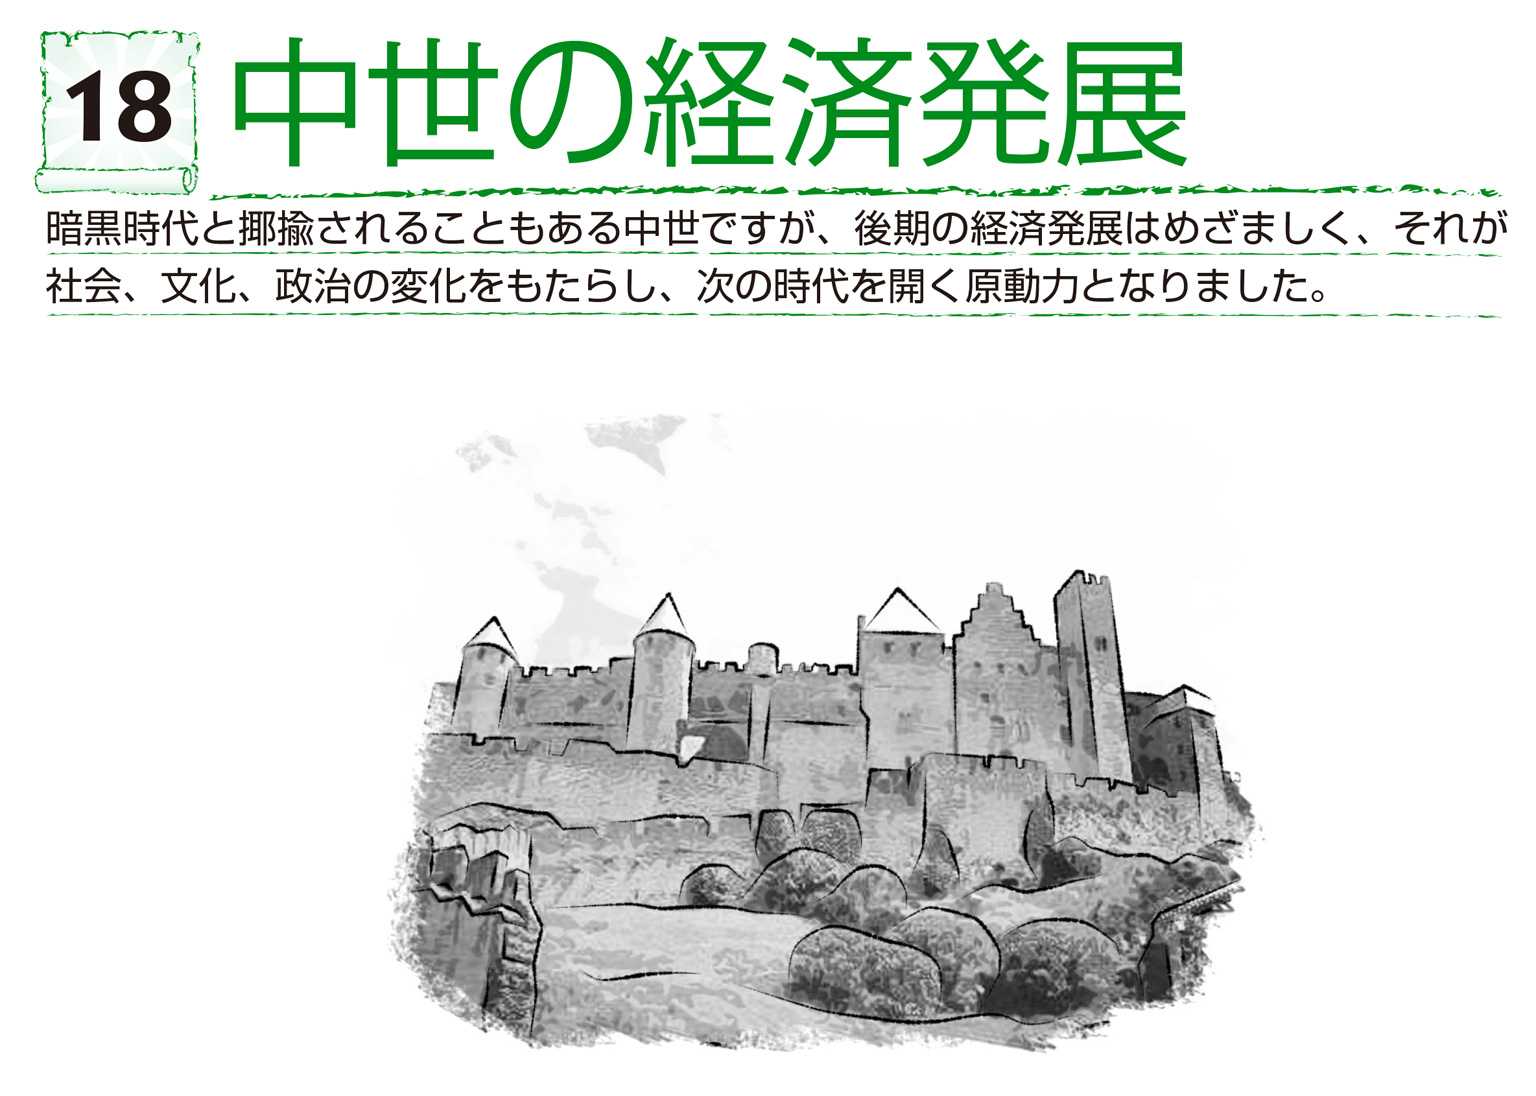 18
中世の経済発展
暗黒時代と揶揄されることもある中世ですが、後期の経済発展はめざましく、それが
社会、文化、政治の変化をもたらし、次の時代を開く原動力となりました。